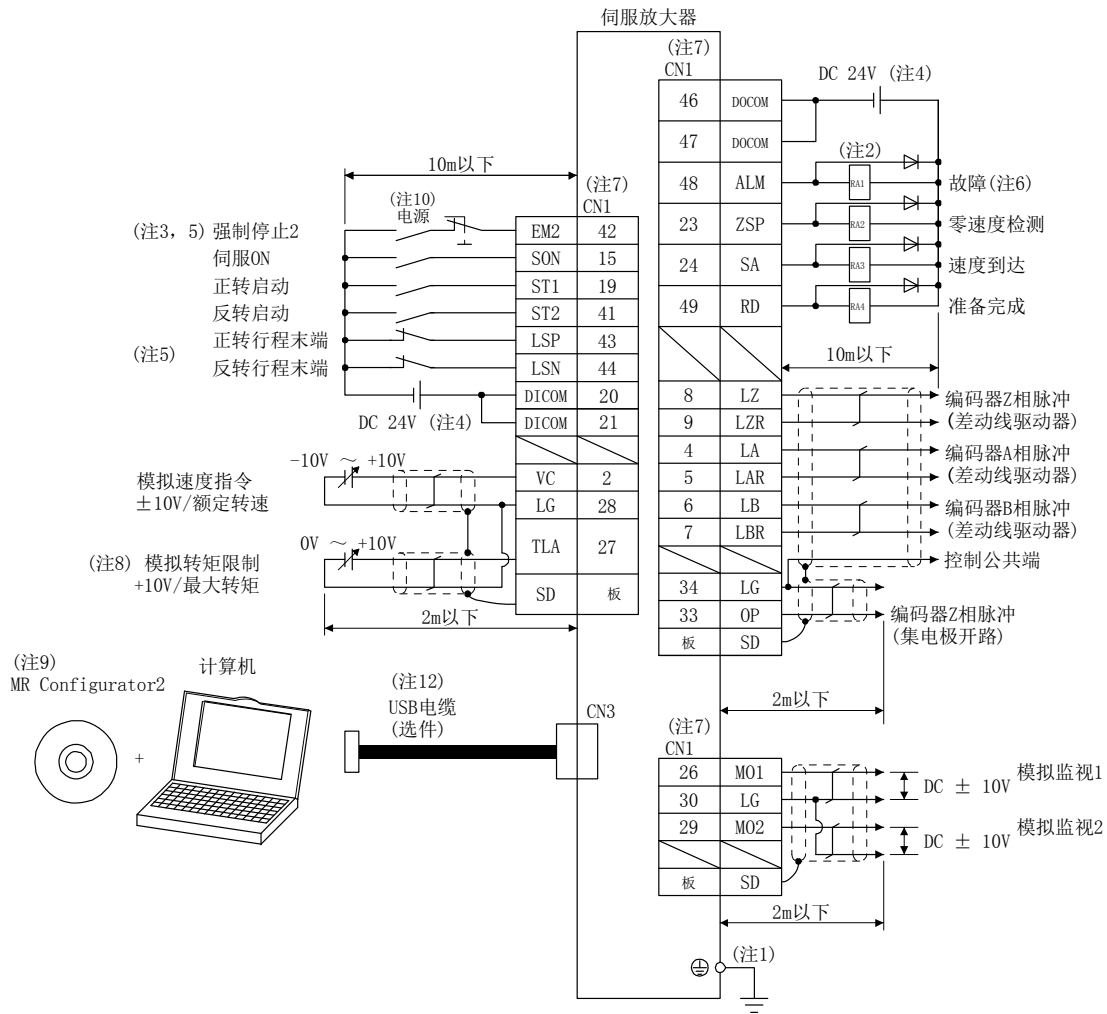 伺服放大器
(注7)
CN1
DC 24V (注4)
46 DOCOM
47 DOCOM
(注2)
48 ALM RA1 故障(注6)
23 ZSP RA2 零速度检测
24 SA RA3 速度到达
49 RD RA4 准备完成
10m以下
8 LZ 编码器Z相脉冲
9 LZR (差动线驱动器)
4 LA 编码器A相脉冲
5 LAR (差动线驱动器)
6 LB 编码器B相脉冲
7 LBR (差动线驱动器)
控制公共端
34 LG
33 OP 编码器Z相脉冲
(集电极开路)
板 SD
2m以下
10m以下
(注7)
CN1
(注10)
电源
(注3, 5) 强制停止2 EM2 42
伺服ON SON 15
正转启动 ST1 19
反转启动 ST2 41
正转行程末端 LSP 43
(注5)
反转行程末端 LSN 44
DICOM 20
DC 24V (注4) DICOM 21
-10V ～ +10V
模拟速度指令 VC 2
±10V/额定转速 LG 28
0V ～ +10V
TLA 27
(注8) 模拟转矩限制
+10V/最大转矩
SD 板
2m以下
(注9)
MR Configurator2
计算机
+
(注12)
USB电缆
(选件)
CN3
(注7)
CN1
26 MO1 模拟监视1
DC ± 10V
30 LG
29 MO2 模拟监视2
DC ± 10V
板 SD
2m以下
(注1)